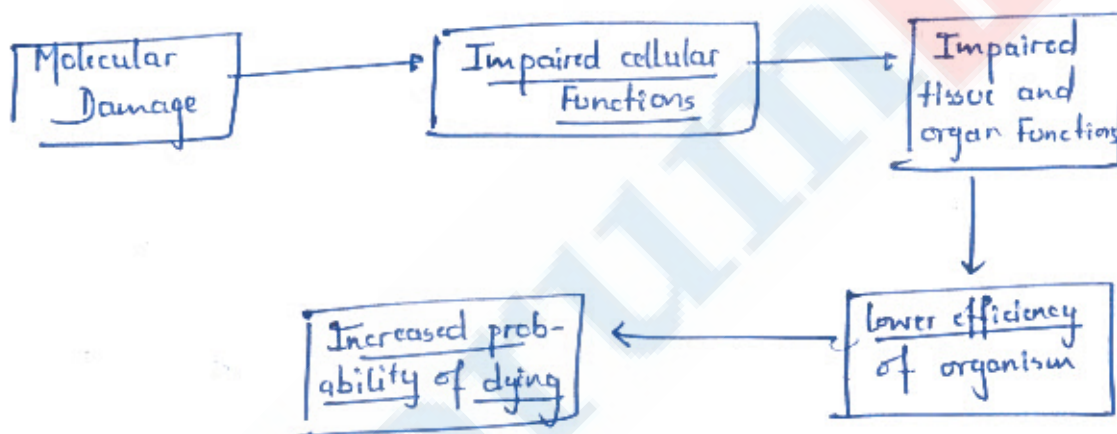 Molecular
Damage
Impaired cellular
Functions
Impaired
tissue and
organ Functions
lower efficiency
of organism
Increased prob-
ability of dying